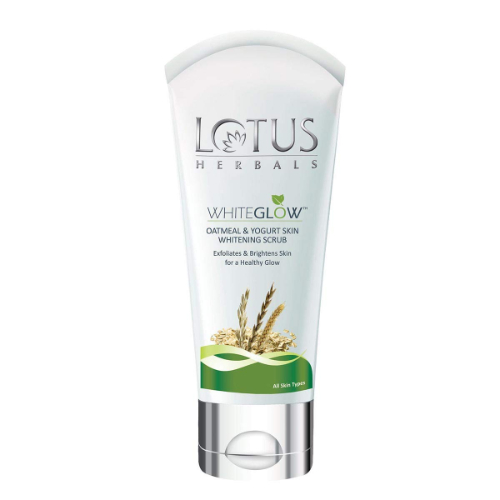 LOTUS
HERBALS
WHITEGLOW™
OATMEAL & YOGURT SKIN
WHITENING SCRUB
Exfoliates & Brightens Skin
for a Healthy Glow
All Skin Types